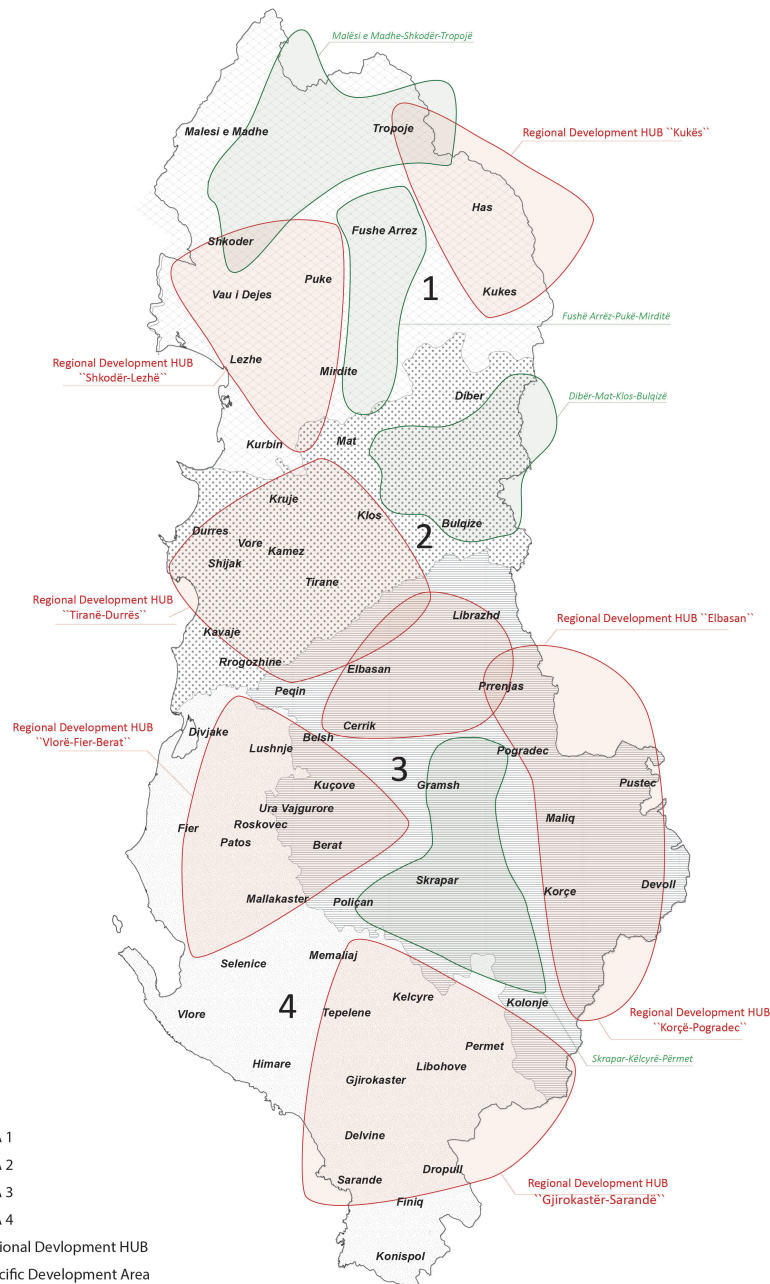 Malësi e Madhe-Shkodër-Tropojë
Malesi e Madhe
Tropoje
Regional Development HUB ``Kukës``
Has
Fushe Arrez
Shkoder
Puke
Vau i Dejes
1
Kukes
Fushë Arrëz-Pukë-Mirditë
Regional Development HUB
``Shkodër-Lezhë``
Lezhe
Mirdite
Diber
Dibër-Mat-Klos-Bulqizë
Kurbin
Mat
Kruje
Klos
Durres
Bulqize
2
Vore
Kamez
Shijak
Tirane
Regional Development HUB
``Tiranë-Durrës``
Librazhd
Regional Development HUB ``Elbasan``
Kavaje
Rrogozhine
Elbasan
Peqin
Prrenjas
Regional Development HUB
``Vlorë-Fier-Berat``
Divjake
Cerrik
Belsh
Lushnje
Pogradec
3
Kuçove
Gramsh
Pustec
Ura Vajgurore
Roskovec
Fier
Patos
Berat
Maliq
Skrapar
Korçe
Devoll
Mallakaster
Poliçan
Selenice
Memaliaj
4
Kelcyre
Kolonje
Vlore
Tepelene
Regional Development HUB
``Korçë-Pogradec``
Permet
Skrapar-Këlcyrë-Përmet
Himare
Libohove
Gjirokaster
Delvine
Dropull
Sarande
Regional Development HUB
``Gjirokastër-Sarandë``
Finiq
Konispol
1
2
3
4
ional Devlopment HUB
cific Development Area